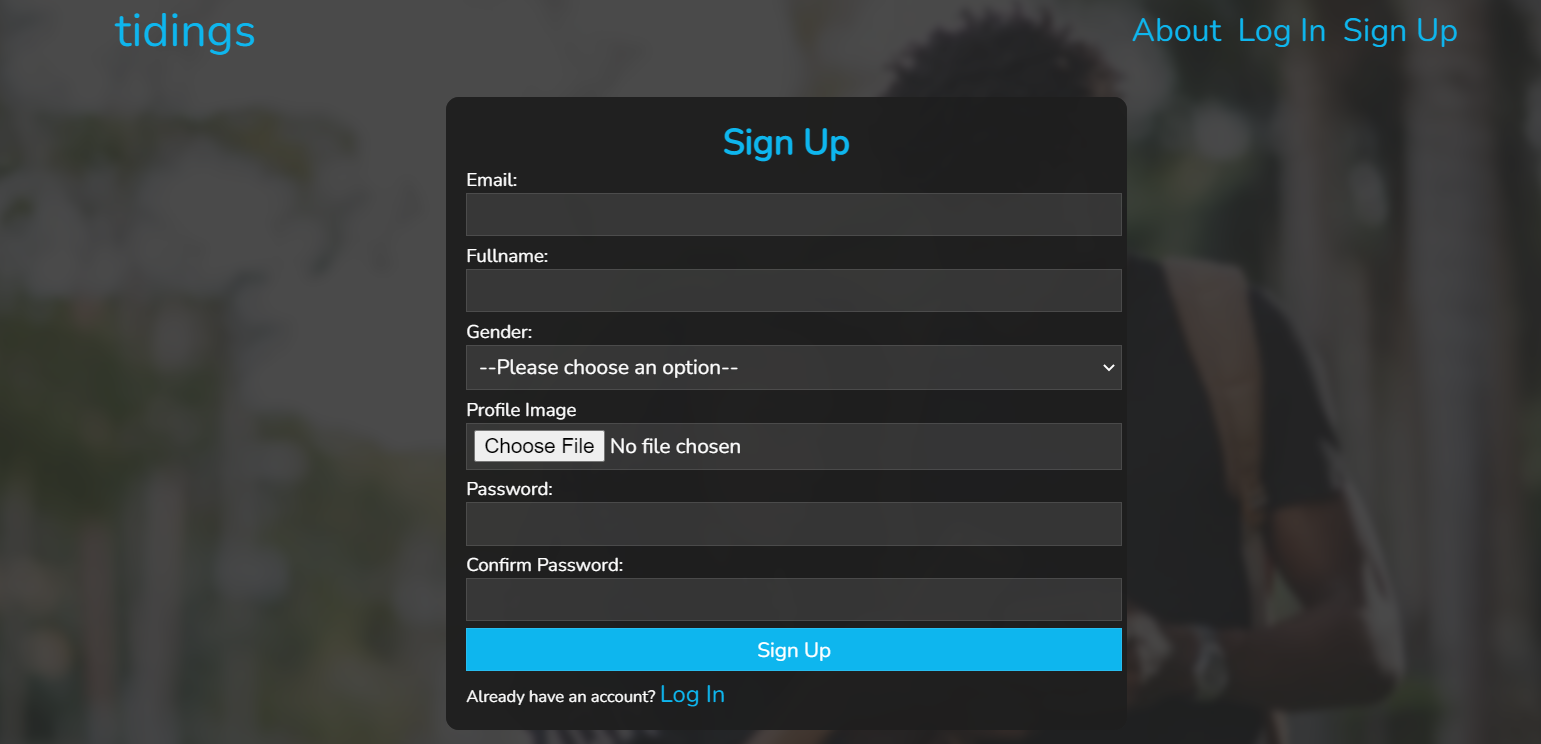 tidings About Log In Sign Up
Sign Up
Email:
Fullname:
Gender:
--Please choose an option--
Profile Image
Choose File No file chosen
Password:
Confirm Password:
Sign Up
Already have an account? Log In